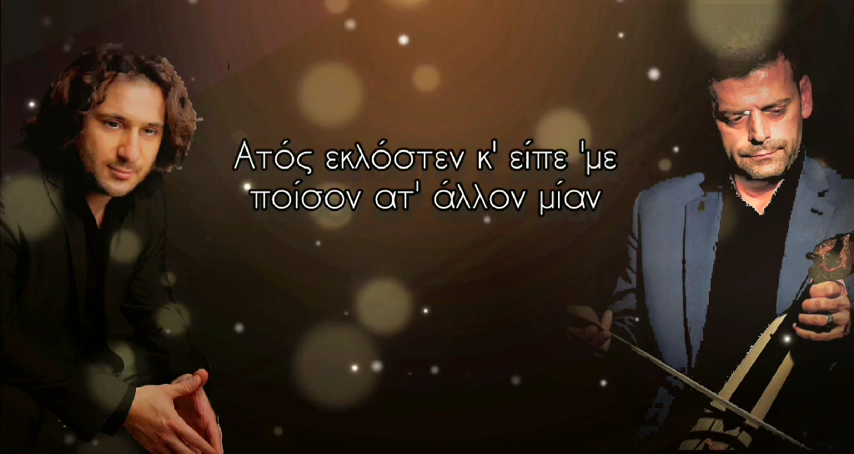 Ατός εκλόστεν κ' είπε 'με
ποίσον ατ' άλλον μίαν